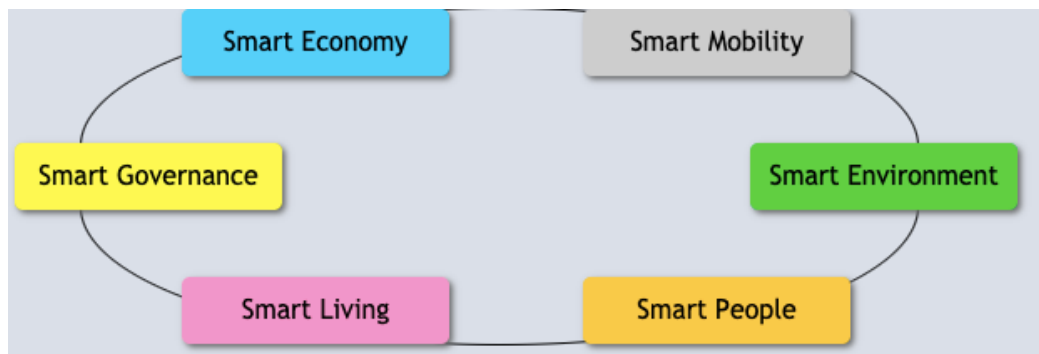 Smart Economy
Smart Mobility
Smart Governance
Smart Environment
Smart Living
Smart People